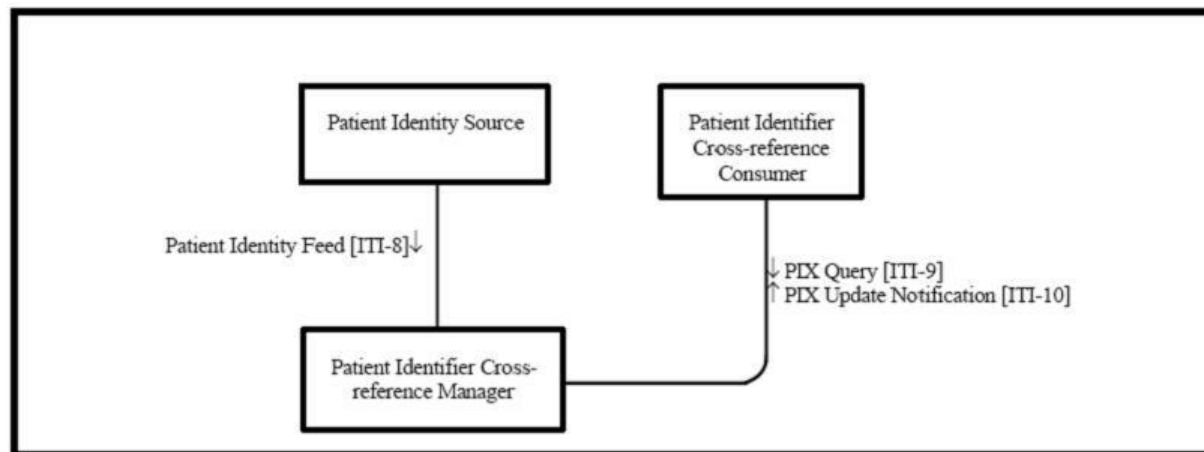 Patient Identity Source
Patient Identifier
Cross-reference
Consumer
Patient Identity Feed [ITI-8]↓
↓ PIX Query [ITI-9]
↑ PIX Update Notification [ITI-10]
Patient Identifier Cross-
reference Manager